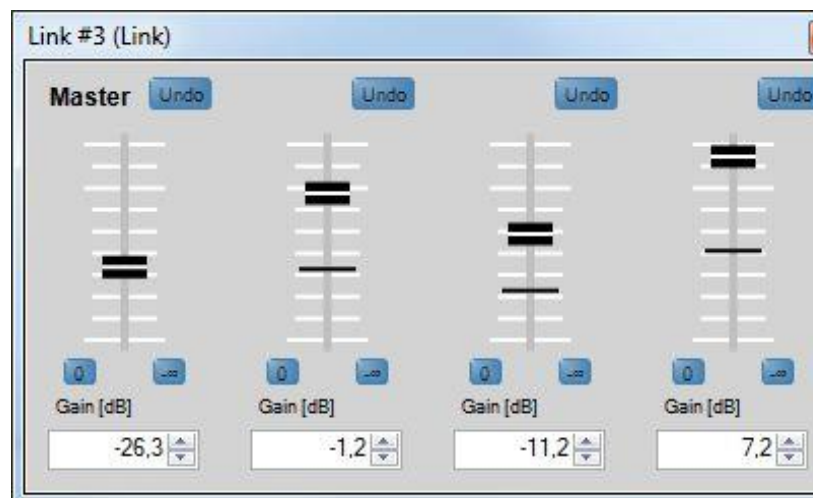 Link #3 (Link)
Master Undo Undo Undo Undo
0 -∞ 0 -∞ 0 -∞ 0 -∞
Gain [dB] Gain [dB] Gain [dB] Gain [dB]
-26,3 -1,2 -11,2 7,2